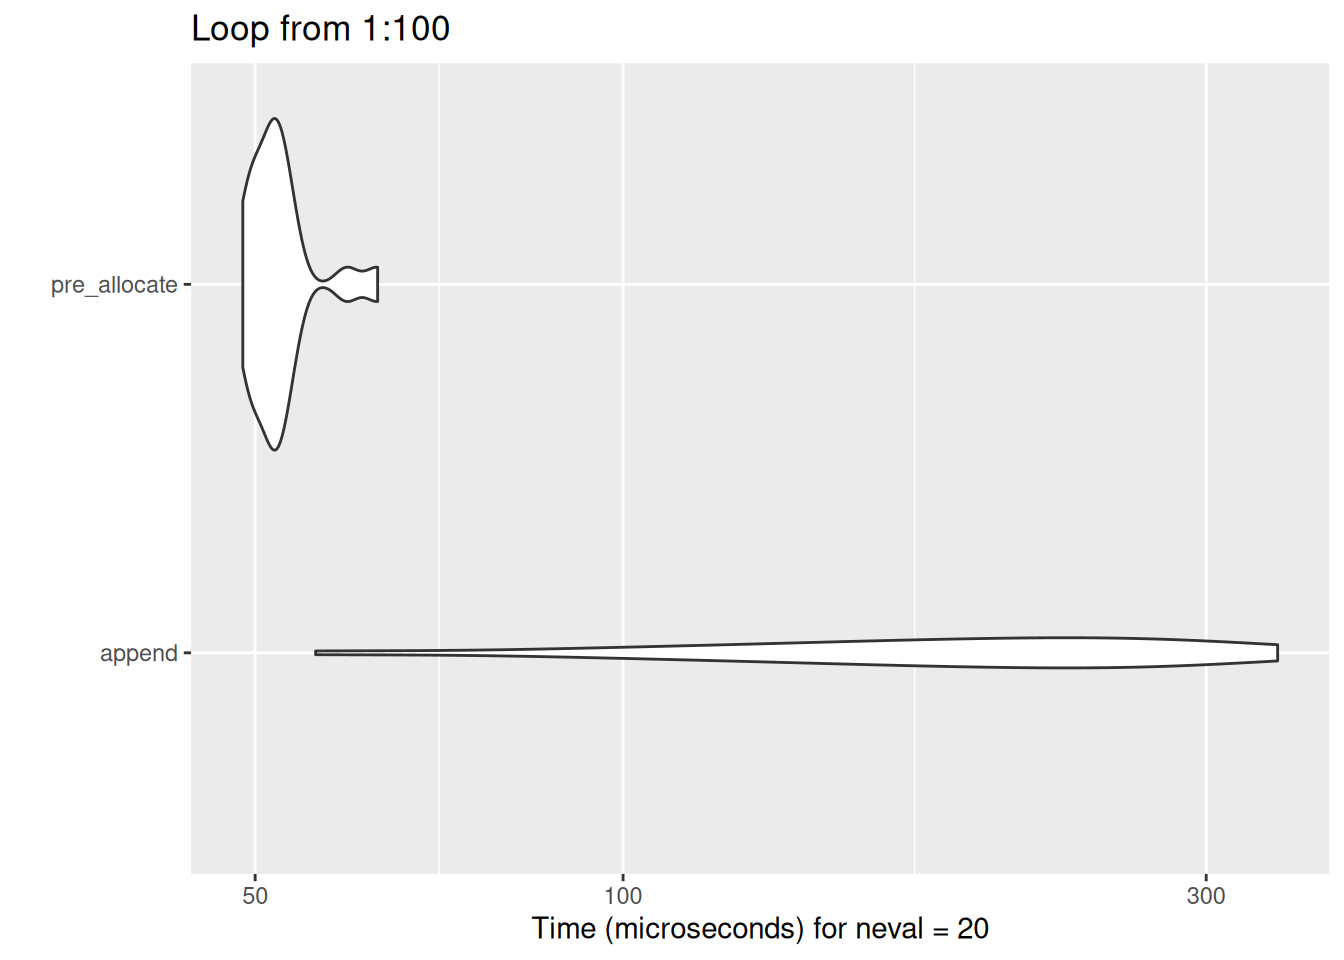 Loop from 1:100
pre_allocate
append
50
100
300
Time (microseconds) for neval = 20